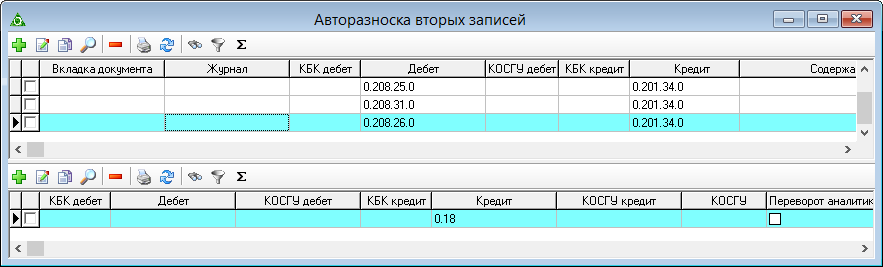 Авторазноска вторых записей
Вкладка документа Журнал КБК дебет Дебет КОСГУ дебет КБК кредит Кредит Содержа
0.208.25.0 0.201.34.0
0.208.31.0 0.201.34.0
0.208.26.0 0.201.34.0
КБК дебет Дебет КОСГУ дебет КБК кредит Кредит КОСГУ кредит КОСГУ Переворот аналитик
0.18